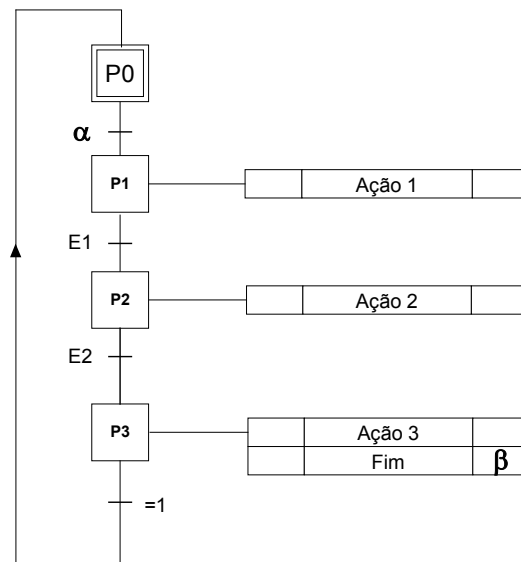 P0
α
P1
Ação 1
E1
P2
Ação 2
E2
P3
Ação 3
Fim β
=1